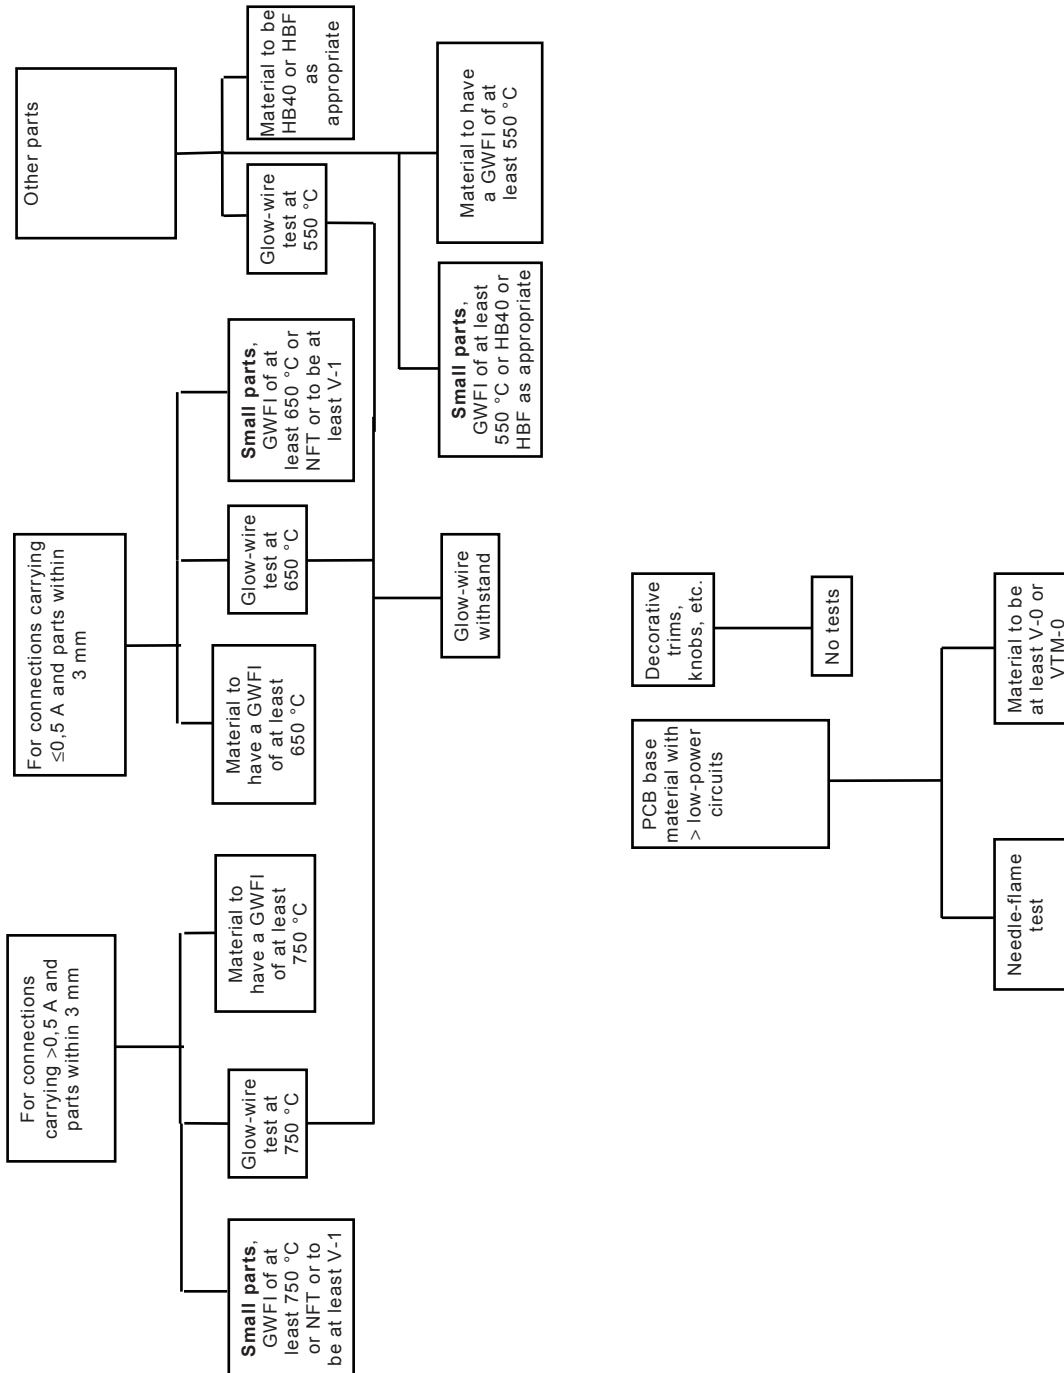 For connections
carrying >0,5 A and
parts within 3 mm
Small parts,
GWFI of at
least 750 °C
or NFT or to
be at least V-1
Glow-wire
test at
750 °C
Material to
have a GWFI
of at least
750 °C
For connections carrying
≤0,5 A and parts within
3 mm
Material to
have a GWFI
of at least
650 °C
Glow-wire
test at
650 °C
Small parts,
GWFI of at
least 650 °C or
NFT or to be at
least V-1
Other parts
Glow-wire
test at
550 °C
Material to be
HB40 or HBF
as
appropriate
Small parts,
GWFI of at least
550 °C or HB40 or
HBF as appropriate
Material to have
a GWFI of at
least 550 °C
Glow-wire
withstand
PCB base
material with
> low-power
circuits
Decorative
trims,
knobs, etc.
No tests
Needle-flame
test
Material to be
at least V-0 or
VTM-0